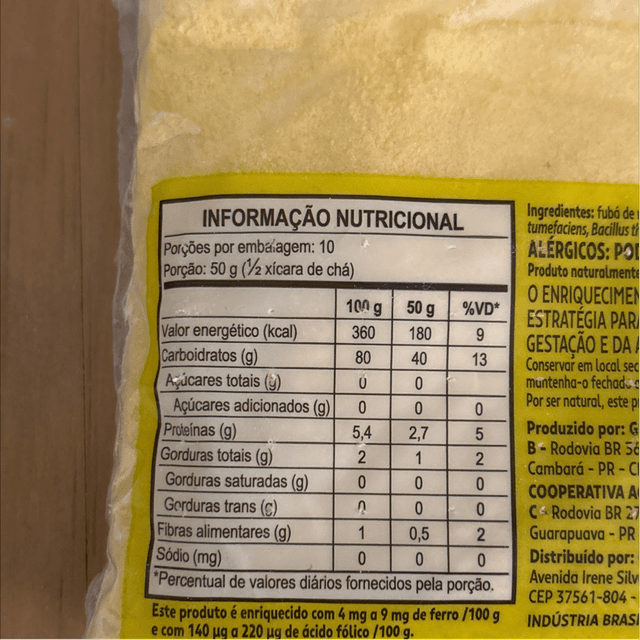 INFORMAÇÃO NUTRICIONAL
Porções por embalagem: 10
Porção: 50 g (½ xícara de chá)
100 g 50 g %VD*
Valor energético (kcal) 360 180 9
Carboidratos (g) 80 40 13
Açúcares totais (g) 0 0
Açúcares adicionados (g) 0 0 0
Proteínas (g) 5,4 2,7 5
Gorduras totais (g) 2 1 2
Gorduras saturadas (g) 0 0 0
Gorduras trans (g) 0 0 0
Fibras alimentares (g) 1 0,5 2
Sódio (mg) 0 0 0
*Percentual de valores diários fornecidos pela porção.
Este produto é enriquecido com 4 mg a 9 mg de ferro /100 g
e com 140 µg a 220 µg de ácido fólico /100 g.
Ingredientes: fubá de
tumefaciens, Bacillus
ALÉRGICOS:
Produto naturalmente
O ENRIQUECIMEN
ESTRATÉGIA PARA
GESTAÇÃO E DA
Conservar em local sec
mantenha-o fechado
Por ser natural, este
Produzido por: G
B - Rodovia BR
Cambará - PR -
COOPERATIVA
C - Rodovia BR 27
Guarapuava - PR
Distribuído por:
Avenida Irene Silv
CEP 37561-804 -
INDÚSTRIA BRAS